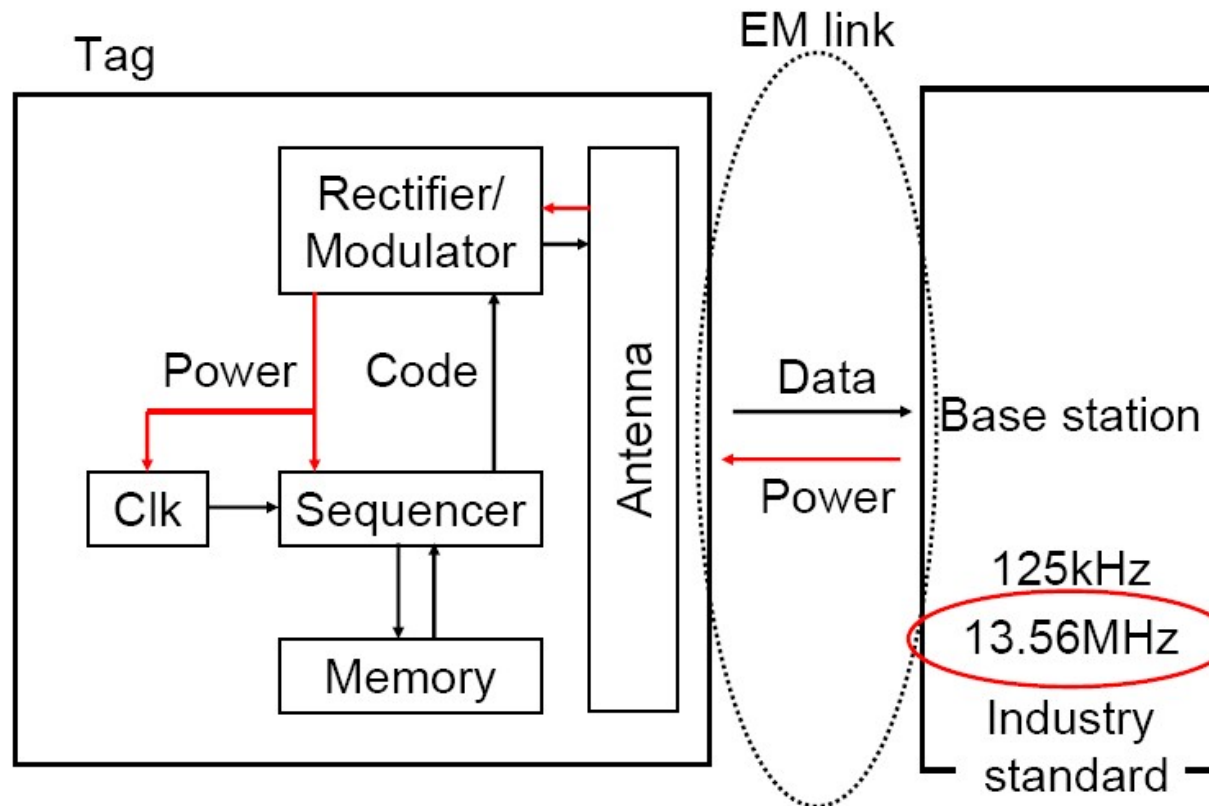 Tag
EM link
Rectifier/
Modulator
Power
Code
Antenna
Data
Base station
Clk
Sequencer
Power
125kHz
13.56MHz
Memory
Industry
standard